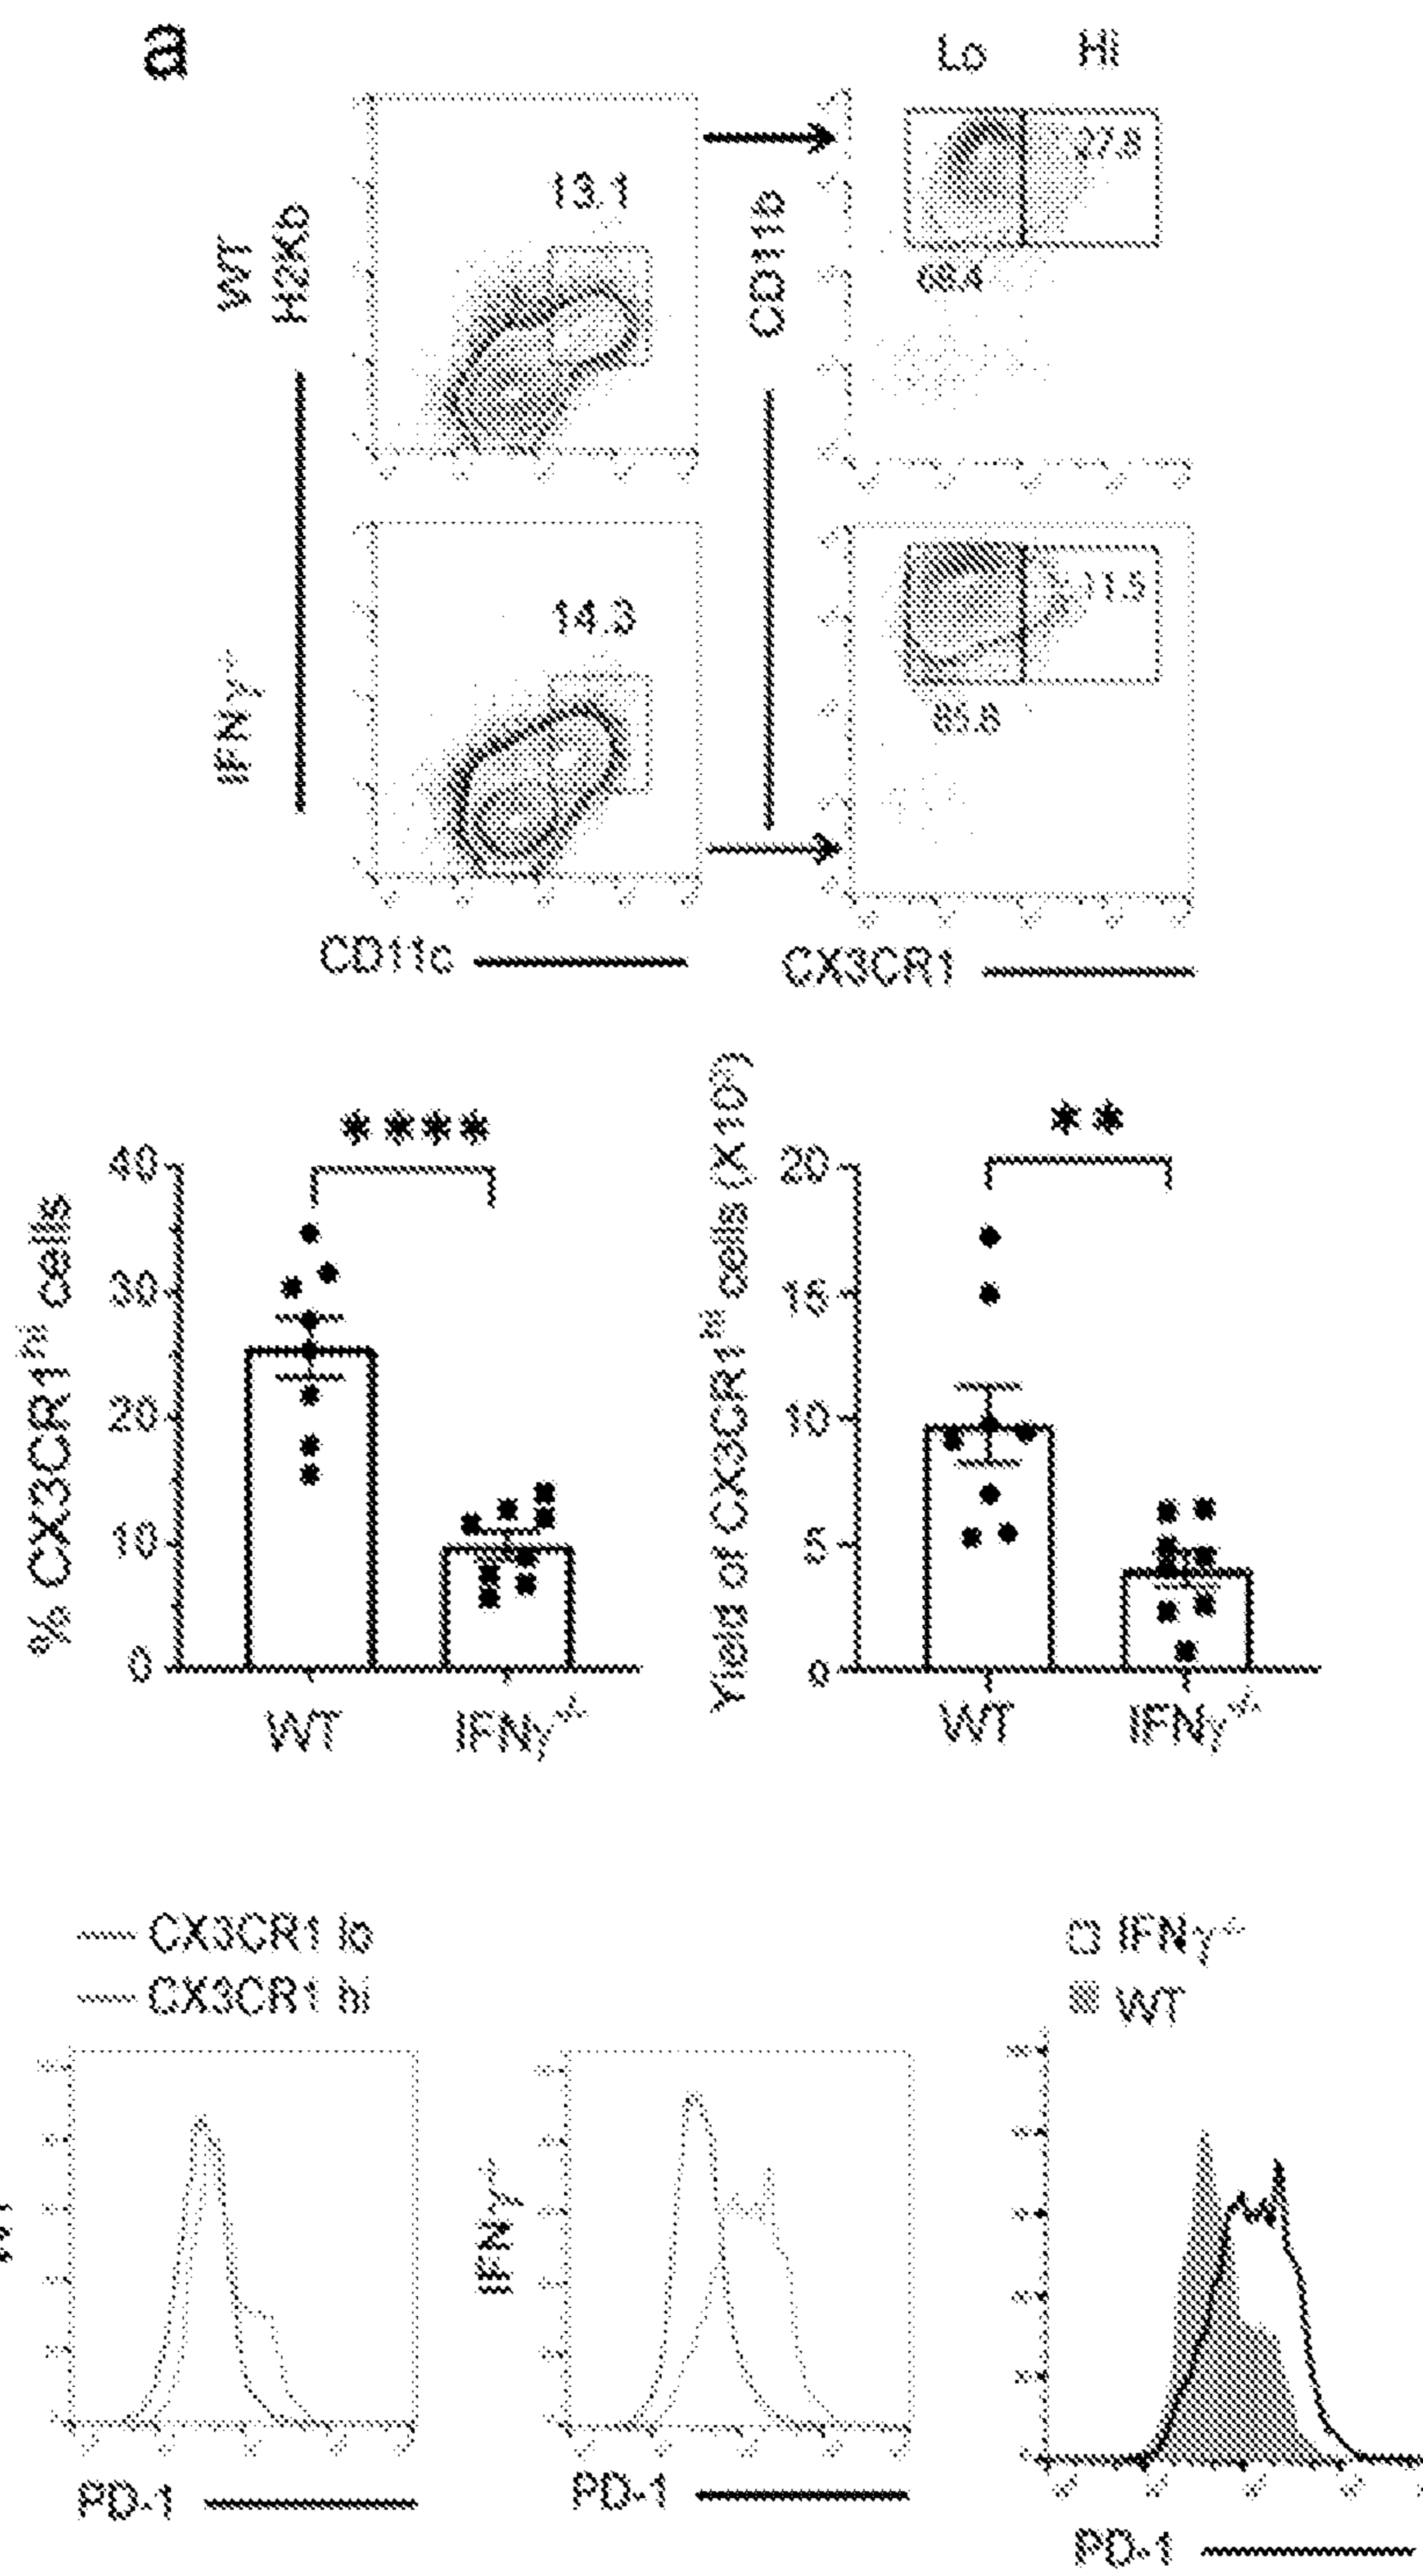 a
Lo Hi
WT
H2Kb
13.1
CD11b
27.8
68.4
IFNγ-/-
14.3
11.5
85.8
CD11c
CX3CR1
% CX3CR1hi cells
40
30
20
10
0
****
WT IFNγ-/-
Yield of CX3CR1hi cells
20
15
10
5
0
**
WT IFNγ-/-
CX3CR1 lo
CX3CR1 hi
IFNγ-/-
WT
IFNγ-/-
PD-1
PD-1
PD-1